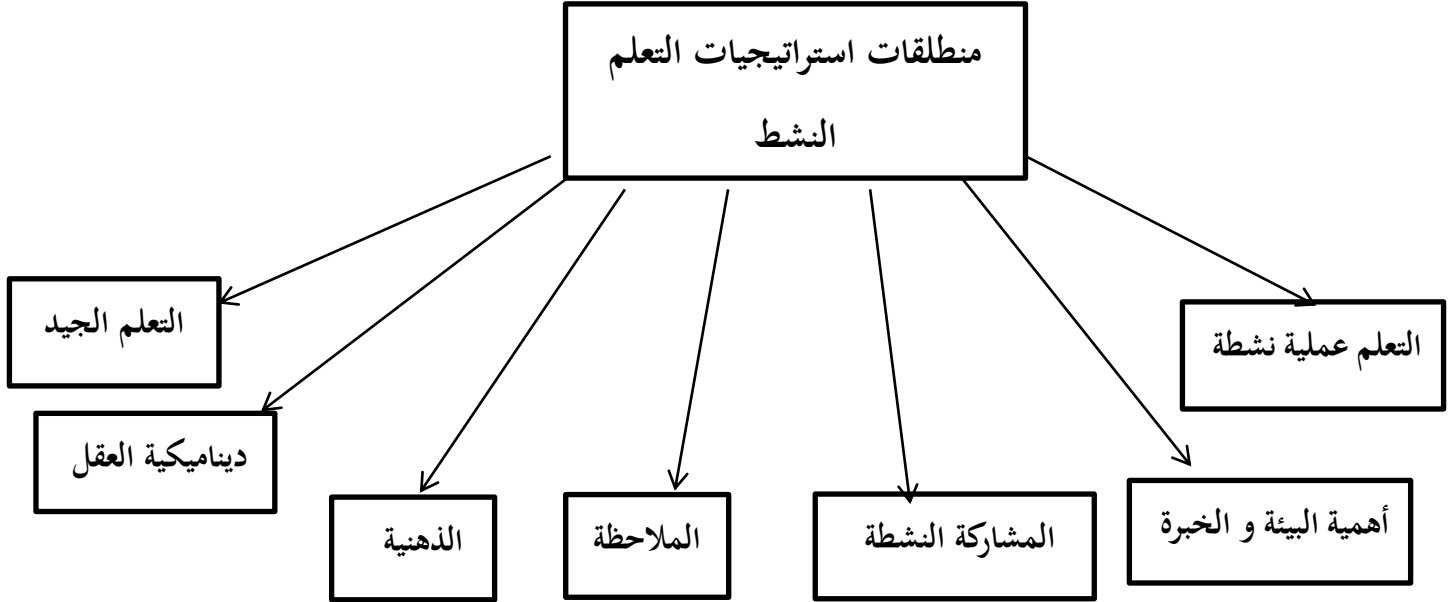 منطلقات استراتيجيات التعلم
النشط
التعلم عملية نشطة
أهمية البيئة و الخبرة
المشاركة النشطة
الملاحظة
الذهنية
ديناميكية العقل
التعلم الجيد